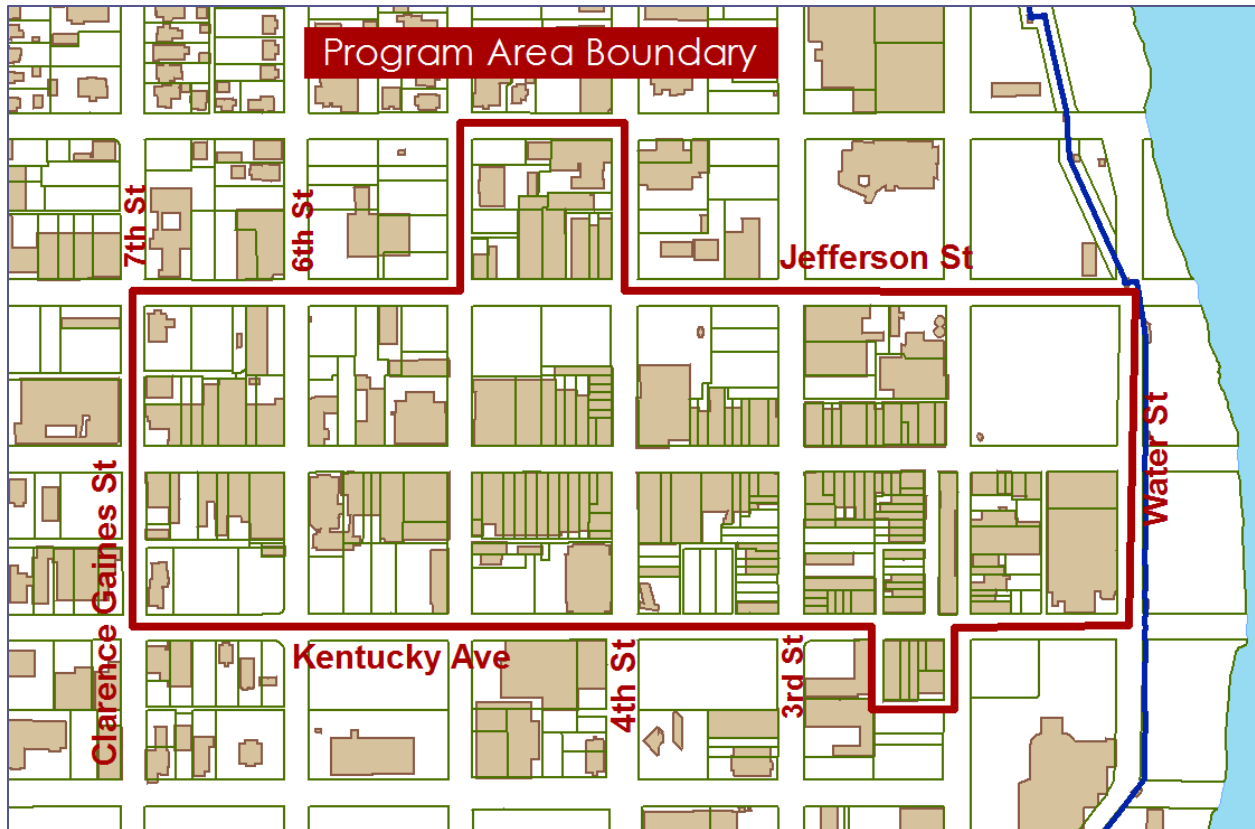 Program Area Boundary
7th St
6th St
Jefferson St
Water St
Clarence Gaines St
Kentucky Ave
4th St
3rd St